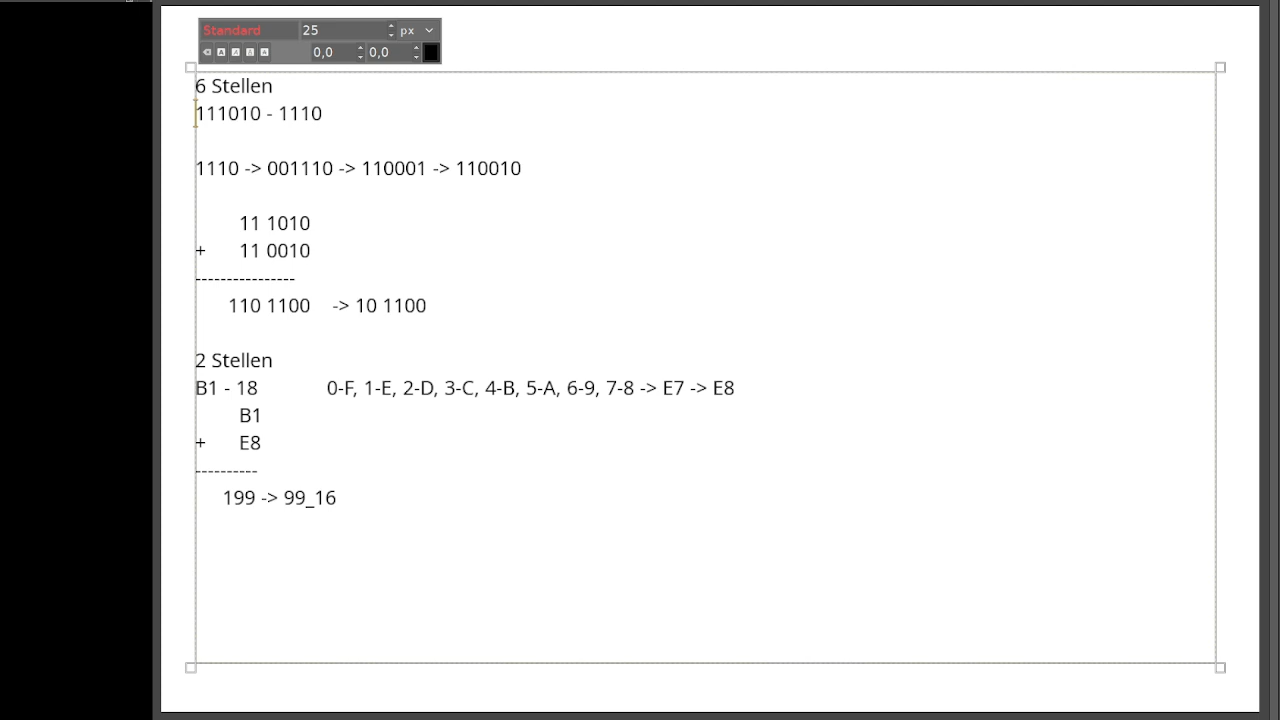 Standard 25 px
0,0 0,0
6 Stellen
111010 - 1110
1110 -> 001110 -> 110001 -> 110010
11 1010
+ 11 0010
----------------
110 1100 -> 10 1100
2 Stellen
B1 - 18 0-F, 1-E, 2-D, 3-C, 4-B, 5-A, 6-9, 7-8 -> E7 -> E8
B1
+ E8
----------
199 -> 99_16